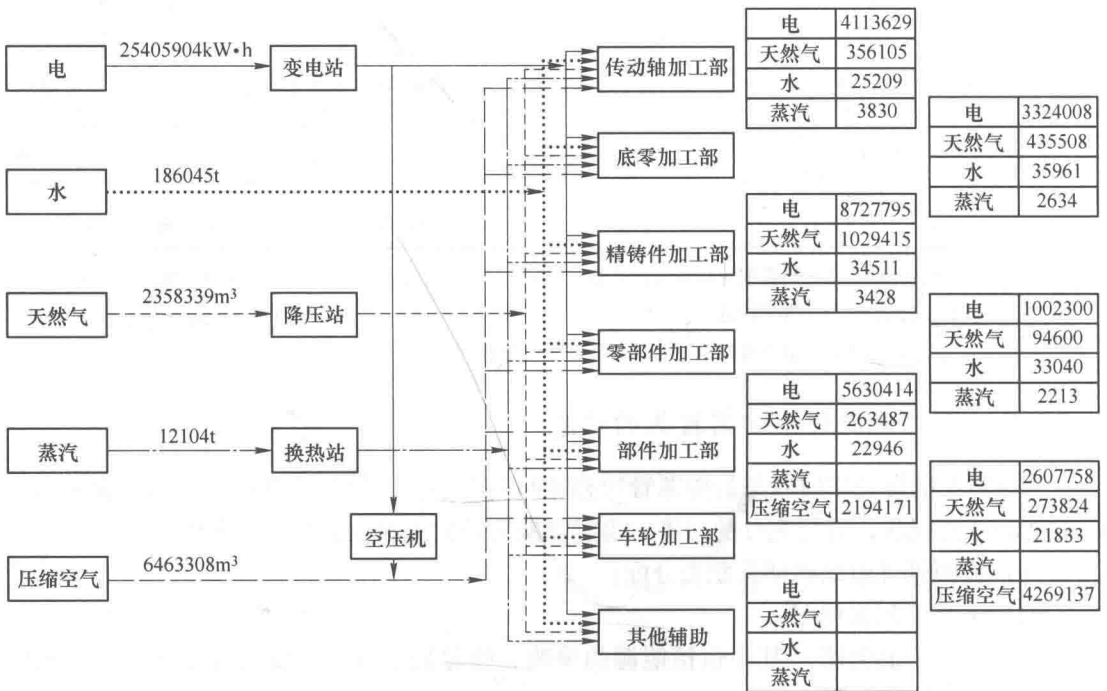 电
25405904kW•h
变电站
水
186045t
天然气
2358339m³
降压站
蒸汽
12104t
换热站
空压机
压缩空气
6463308m³
传动轴加工部
底零加工部
精铸件加工部
零部件加工部
部件加工部
车轮加工部
其他辅助
电 4113629
天然气 356105
水 25209
蒸汽 3830
电 3324008
天然气 435508
水 35961
蒸汽 2634
电 8727795
天然气 1029415
水 34511
蒸汽 3428
电 1002300
天然气 94600
水 33040
蒸汽 2213
电 5630414
天然气 263487
水 22946
蒸汽
压缩空气 2194171
电 2607758
天然气 273824
水 21833
蒸汽
压缩空气 4269137
电
天然气
水
蒸汽